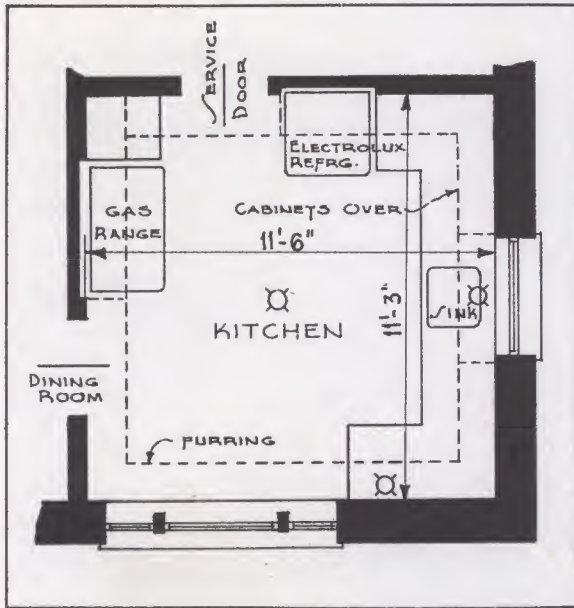 SERVICE
DOOR
ELECTROLUX
REFRG.
GAS
RANGE
CABINETS OVER
11'-6"
11'-3"
SINK
KITCHEN
DINING
ROOM
FURRING